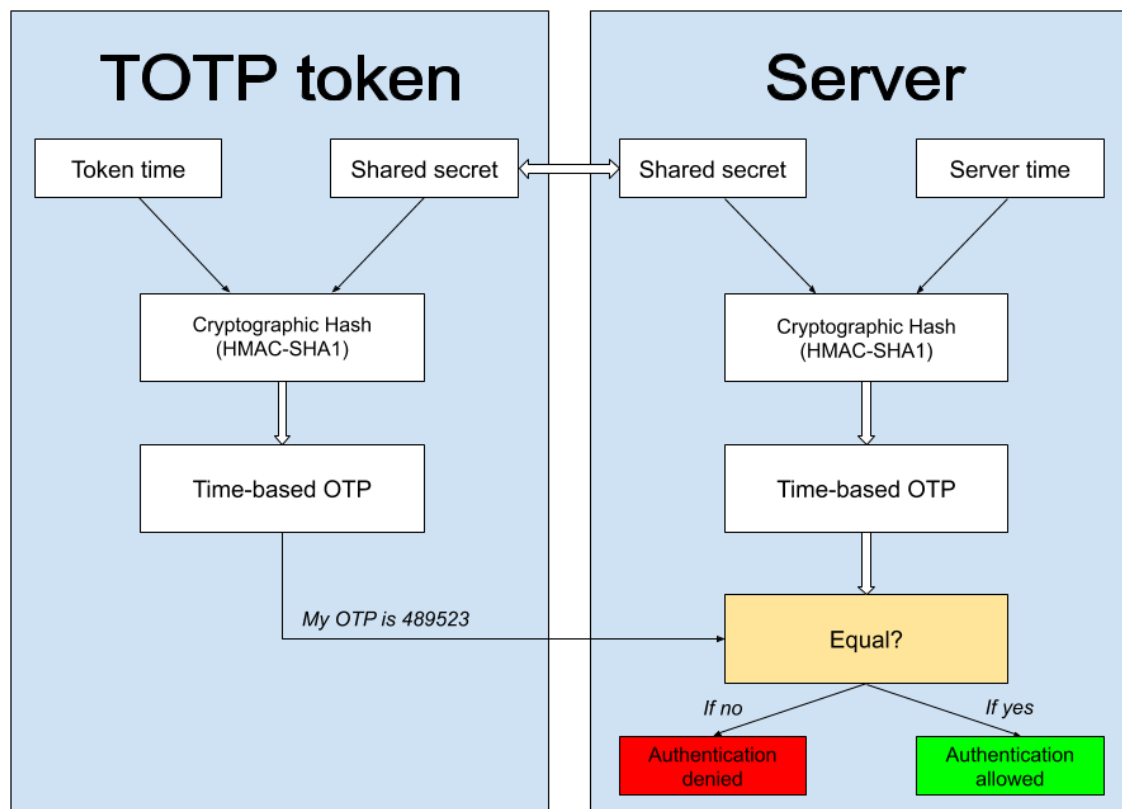 TOTP token
Token time
Shared secret
Cryptographic Hash
(HMAC-SHA1)
Time-based OTP
My OTP is 489523
Server
Shared secret
Server time
Cryptographic Hash
(HMAC-SHA1)
Time-based OTP
Equal?
If no
If yes
Authentication
denied
Authentication
allowed